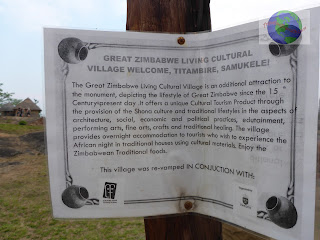 GREAT ZIMBABWE LIVING CULTURAL
VILLAGE WELCOME, TITAMBIRE, SAMUKELE!
The Great Zimbabwe Living Cultural Village is an additional attraction to
the monument, depicting the lifestyle of Great Zimbabwe since the 15
Century present day. It offers a unique Cultural Tourism Product through
the provision of the Shona culture and traditional lifestyle in the aspects of
architecture, social, economic and political practices, edutainment,
performing arts, fine arts, crafts and traditional healing. The village
provides overnight accommodation to tourists who wish to experience the
African night in traditional houses using cultural materials. Enjoy the
Zimbabwean Traditional foods.
This village was re-vamped IN CONJUCTION WITH: